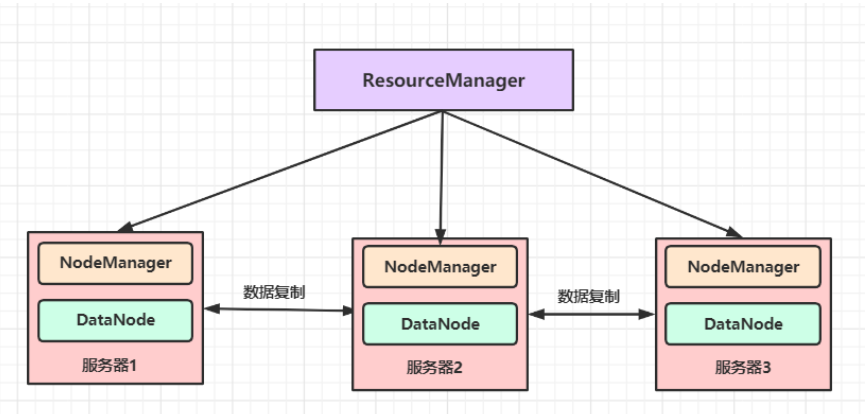 ResourceManager
NodeManager
NodeManager
NodeManager
数据复制
数据复制
DataNode
DataNode
DataNode
服务器1
服务器2
服务器3